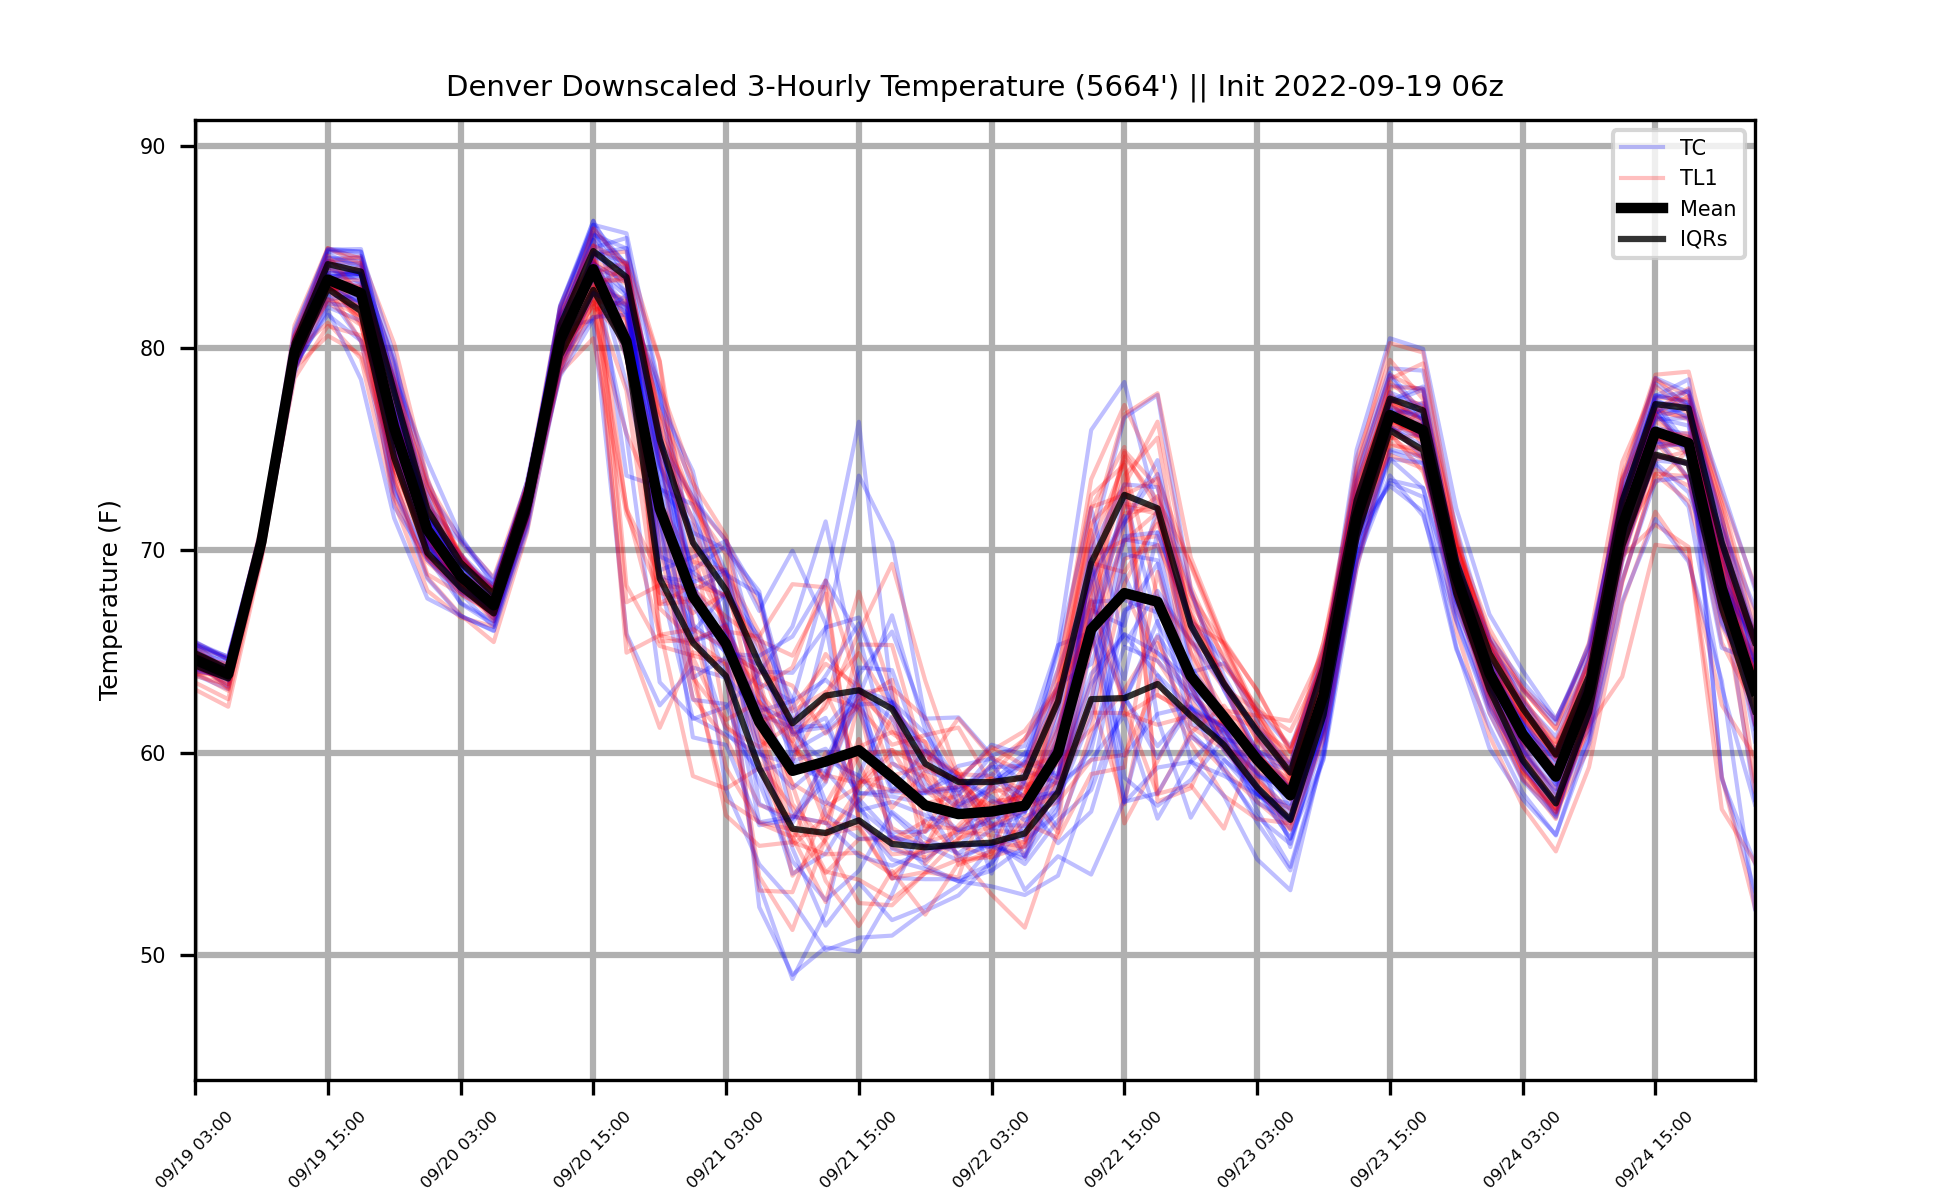 Denver Downscaled 3-Hourly Temperature (5664') || Init 2022-09-19 06z
TC
TL1
Mean
IQRs
Temperature (F)
90
80
70
60
50
09/19 03:00
09/19 15:00
09/20 03:00
09/20 15:00
09/21 03:00
09/21 15:00
09/22 03:00
09/22 15:00
09/23 03:00
09/23 15:00
09/24 03:00
09/24 15:00